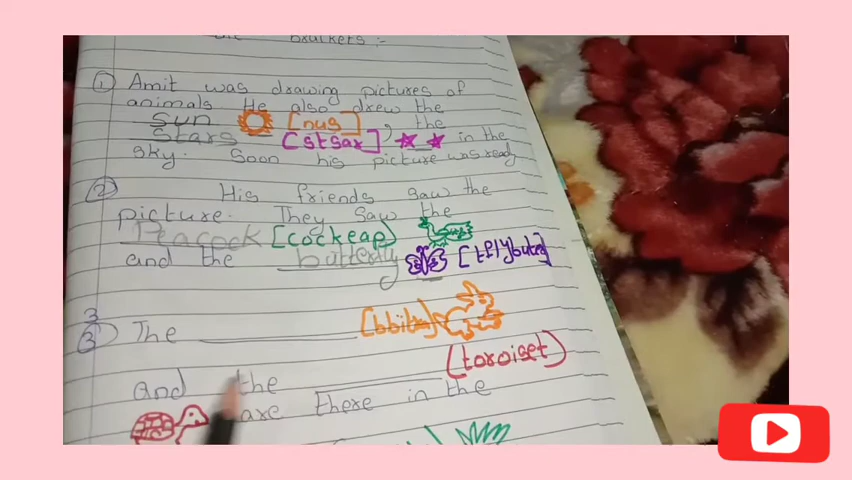 brackets :-
① Amit was drawing pictures of
animals He also drew the
Sun [nus], the
Stars [stsar] in the
sky. Soon his picture was ready
② His friends saw the
picture. They saw the
Peacock [cockeap]
and the butterfly
3
③ The
(toroiset)
and the
are there in the